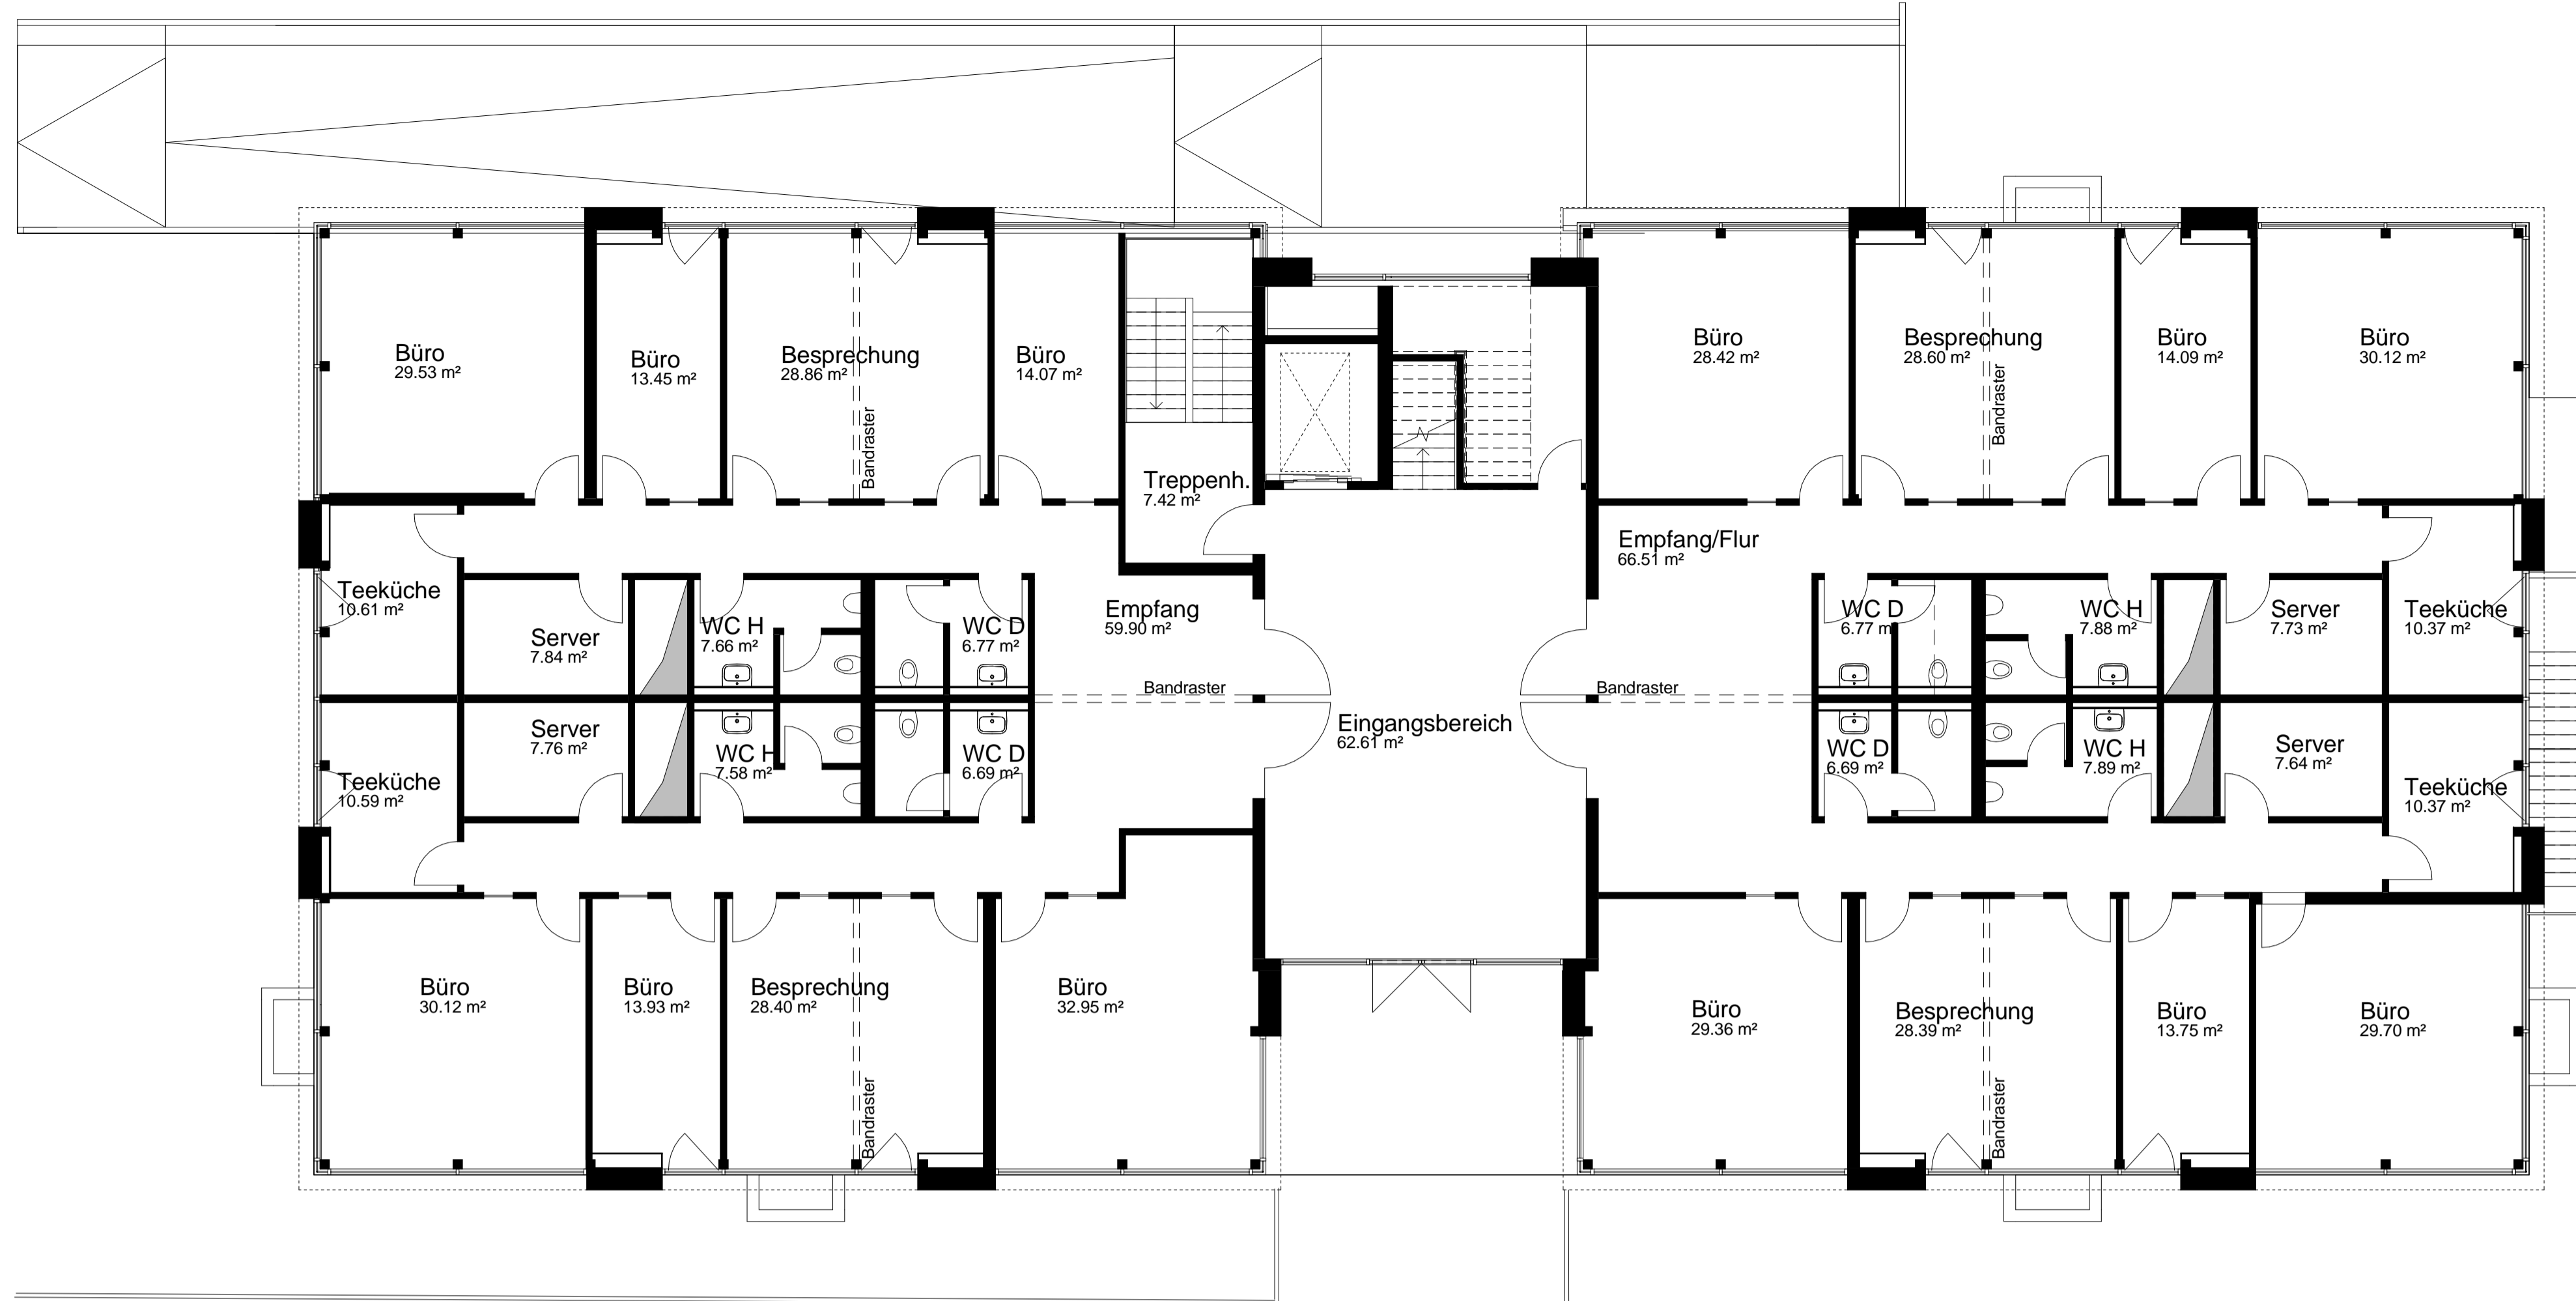 Büro
29.53 m²
Büro
13.45 m²
Besprechung
28.86 m²
Bandraster
Büro
14.07 m²
Treppenh.
7.42 m²
Büro
28.42 m²
Besprechung
28.60 m²
Bandraster
Büro
14.09 m²
Büro
30.12 m²
Teeküche
10.61 m²
Server
7.84 m²
WC H
7.66 m²
WC D
6.77 m²
Empfang
59.90 m²
Bandraster
Empfang/Flur
66.51 m²
Bandraster
WC D
6.77 m
WC H
7.88 m²
Server
7.73 m²
Teeküche
10.37 m²
Teeküche
10.59 m²
Server
7.76 m²
WC H
7.58 m²
WC D
6.69 m²
Eingangsbereich
62.61 m²
WC D
6.69 m²
WC H
7.89 m²
Server
7.64 m²
Teeküche
10.37 m²
Büro
30.12 m²
Büro
13.93 m²
Besprechung
28.40 m²
Bandraster
Büro
32.95 m²
Büro
29.36 m²
Besprechung
28.39 m²
Bandraster
Büro
13.75 m²
Büro
29.70 m²